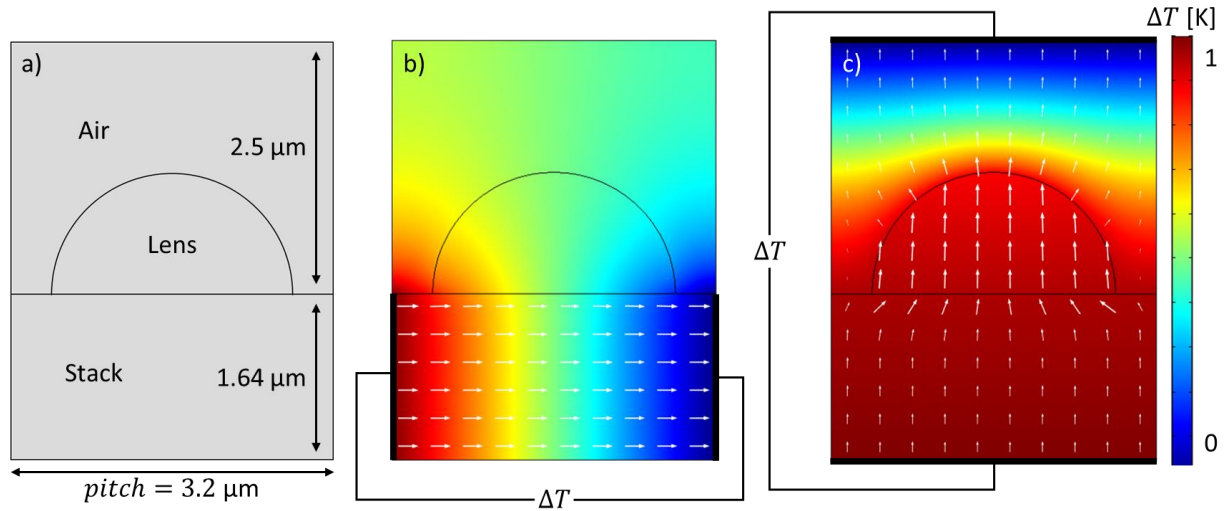 a)
Air
2.5 μm
Lens
Stack
1.64 μm
pitch = 3.2 μm
b)
ΔT
c)
ΔT
ΔT [K]
1
0